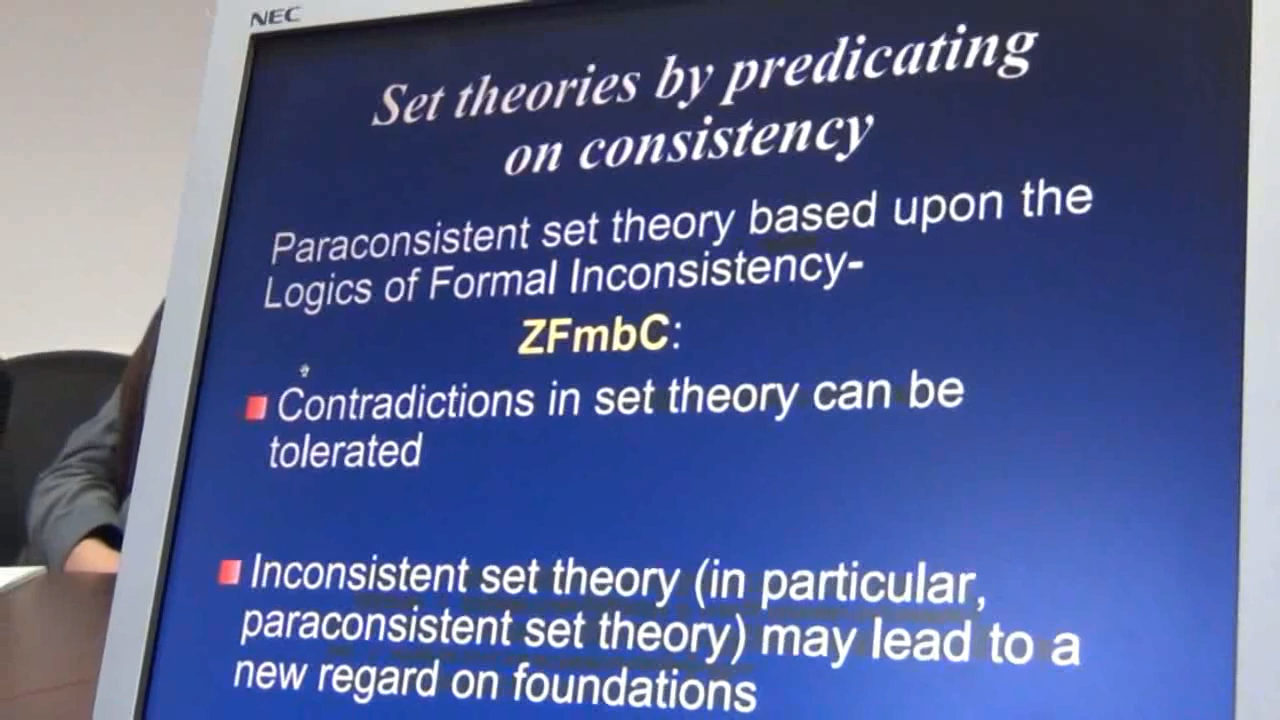 NEC
Set theories by predicating
on consistency
Paraconsistent set theory based upon the
Logics of Formal Inconsistency-
ZFmbC:
Contradictions in set theory can be
tolerated
Inconsistent set theory (in particular,
paraconsistent set theory) may lead to a
new regard on foundations